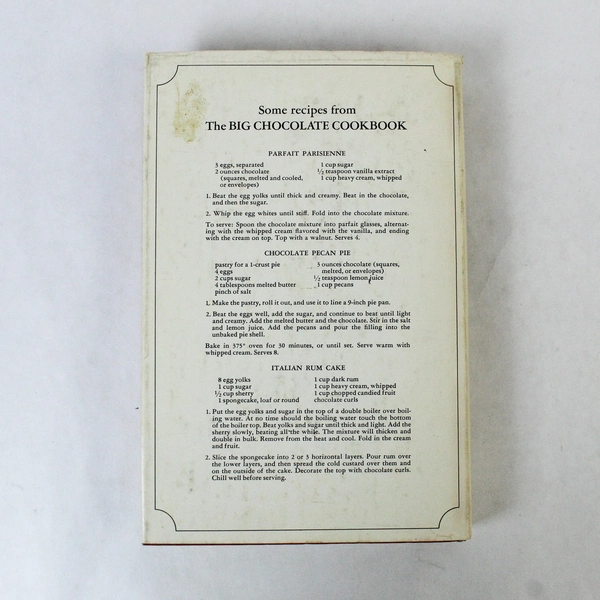 Some recipes from
The BIG CHOCOLATE COOKBOOK
PARFAIT PARISIENNE
3 eggs, separated
2 ounces chocolate
(squares, melted and cooled,
or envelopes)
1 cup sugar
½ teaspoon vanilla extract
1 cup heavy cream, whipped
1. Beat the egg yolks until thick and creamy. Beat in the chocolate,
and then the sugar.
2. Whip the egg whites until stiff. Fold into the chocolate mixture.
To serve: Spoon the chocolate mixture into parfait glasses, alternat-
ing with the whipped cream flavored with the vanilla, and ending
with the cream on top. Top with a walnut. Serves 4.
CHOCOLATE PECAN PIE
pastry for a 1-crust pie
4 eggs
2 cups sugar
4 tablespoons melted butter
pinch of salt
3 ounces chocolate (squares,
melted, or envelopes)
½ teaspoon lemon juice
1 cup pecans
1. Make the pastry, roll it out, and use it to line a 9-inch pie pan.
2. Beat the eggs well, add the sugar, and continue to beat until light
and creamy. Add the melted butter and the chocolate. Stir in the salt
and lemon juice. Add the pecans and pour the filling into the
unbaked pie shell.
Bake in 375° oven for 30 minutes, or until set. Serve warm with
whipped cream. Serves 8.
ITALIAN RUM CAKE
8 egg yolks
1 cup sugar
½ cup sherry
1 spongecake, loaf or round
1 cup dark rum
1 cup heavy cream, whipped
1 cup chopped candied fruit
chocolate curls
1. Put the egg yolks and sugar in the top of a double boiler over boil-
ing water. At no time should the boiling water touch the bottom
of the boiler top. Beat yolks and sugar until thick and light. Add the
sherry slowly, beating all the while. The mixture will thicken and
double in bulk. Remove from the heat and cool. Fold in the cream
and fruit.
2. Slice the spongecake into 2 or 3 horizontal layers. Pour rum over
the lower layers, and then spread the cold custard over them and
on the outside of the cake. Decorate the top with chocolate curls.
Chill well before serving.